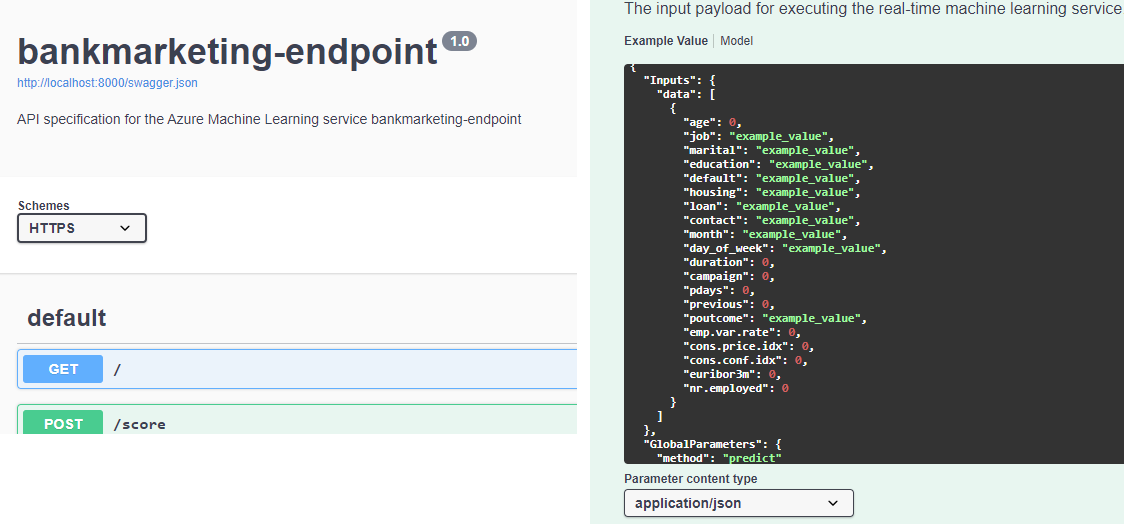 bankmarketing-endpoint 1.0
http://localhost:8000/swagger.json
API specification for the Azure Machine Learning service bankmarketing-endpoint
Schemes
HTTPS
default
GET /
POST /score
The input payload for executing the real-time machine learning service
Example Value | Model
{
"Inputs": {
"data": [
{
"age": 0,
"job": "example_value",
"marital": "example_value",
"education": "example_value",
"default": "example_value",
"housing": "example_value",
"loan": "example_value",
"contact": "example_value",
"month": "example_value",
"day_of_week": "example_value",
"duration": 0,
"campaign": 0,
"pdays": 0,
"previous": 0,
"poutcome": "example_value",
"emp.var.rate": 0,
"cons.price.idx": 0,
"cons.conf.idx": 0,
"euribor3m": 0,
"nr.employed": 0
}
]
},
"GlobalParameters": {
"method": "predict"
Parameter content type
application/json